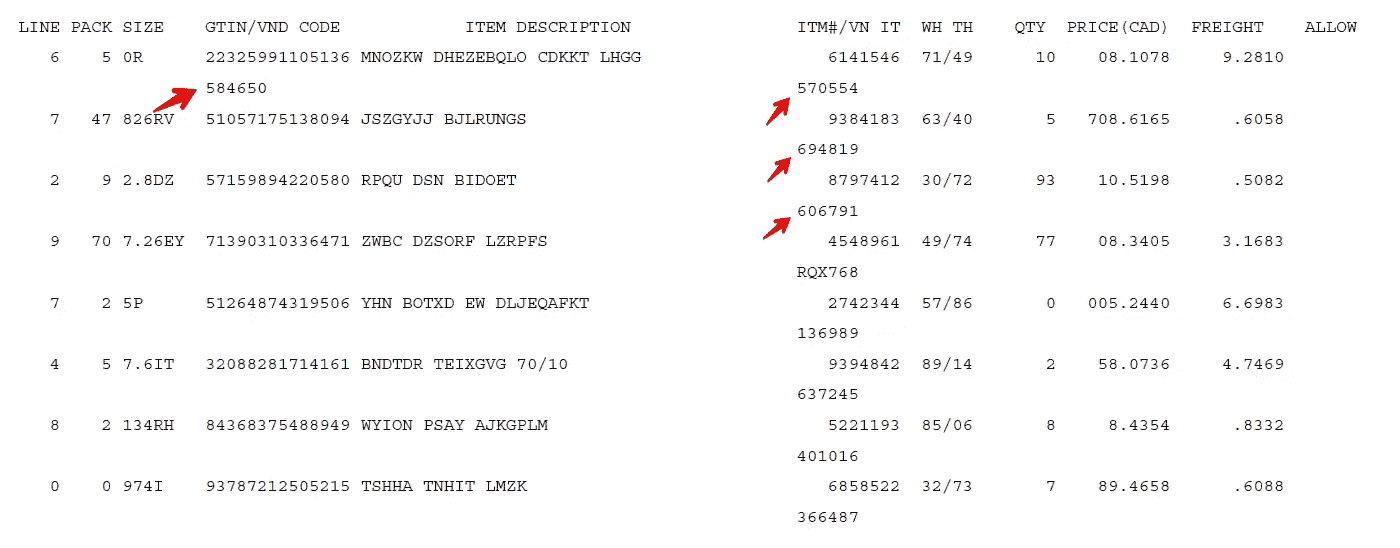 LINE PACK SIZE GTIN/VND CODE ITEM DESCRIPTION ITM#/VN IT WH TH QTY PRICE(CAD) FREIGHT ALLOW
6 5 0R 22325991105136 MNOZKW DHEZEBQLO CDKKT LHGG 6141546 71/49 10 08.1078 9.2810
584650 570554
7 47 826RV 51057175138094 JSZGYJJ BJLRUNGS 9384183 63/40 5 708.6165 .6058
694819
2 9 2.8DZ 57159894220580 RPQU DSN BIDOET 8797412 30/72 93 10.5198 .5082
606791
9 70 7.26EY 71390310336471 ZWBC DZSORF LZRPFS 4548961 49/74 77 08.3405 3.1683
RQX768
7 2 5P 51264874319506 YHN BOTXD EW DLJEQAFKT 2742344 57/86 0 005.2440 6.6983
136989
4 5 7.6IT 32088281714161 BNDTDR TEIXGVG 70/10 9394842 89/14 2 58.0736 4.7469
637245
8 2 134RH 84368375488949 WYION PSAY AJKGPLM 5221193 85/06 8 8.4354 .8332
401016
0 0 974I 93787212505215 TSHHA TNHIT LMZK 6858522 32/73 7 89.4658 .6088
366487